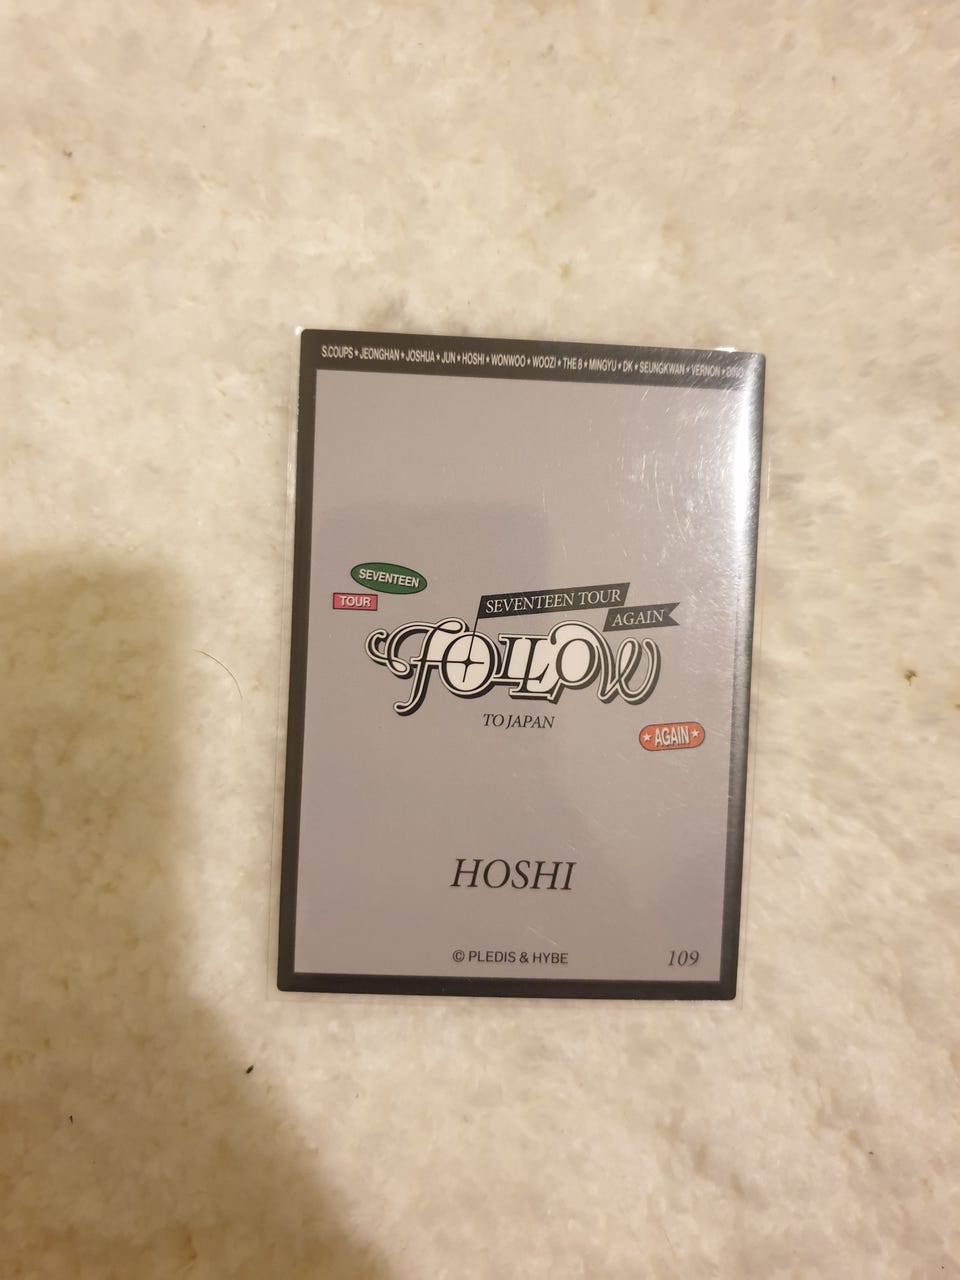 S.COUPS★JEONGHAN★JOSHUA★JUN★HOSHI★WONWOO★WOOZI★THE 8★MINGYU★DK★SEUNGKWAN★VERNON★DINO
SEVENTEEN
TOUR
SEVENTEEN TOUR
AGAIN
FOLLOW
TO JAPAN
★ AGAIN ★
HOSHI
© PLEDIS & HYBE
109